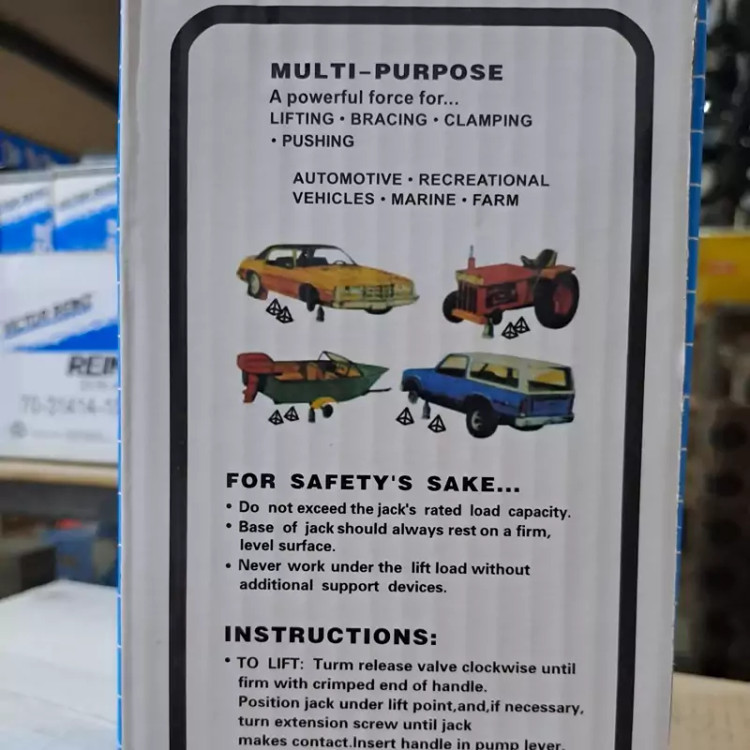 MULTI-PURPOSE
A powerful force for...
LIFTING • BRACING • CLAMPING
• PUSHING
AUTOMOTIVE • RECREATIONAL
VEHICLES • MARINE • FARM
FOR SAFETY'S SAKE...
• Do not exceed the jack's rated load capacity.
• Base of jack should always rest on a firm,
level surface.
• Never work under the lift load without
additional support devices.
INSTRUCTIONS:
• TO LIFT: Turm release valve clockwise until
firm with crimped end of handle.
Position jack under lift point,and,if necessary,
turn extension screw until jack
makes contact.Insert handle in pump lever.
REIN